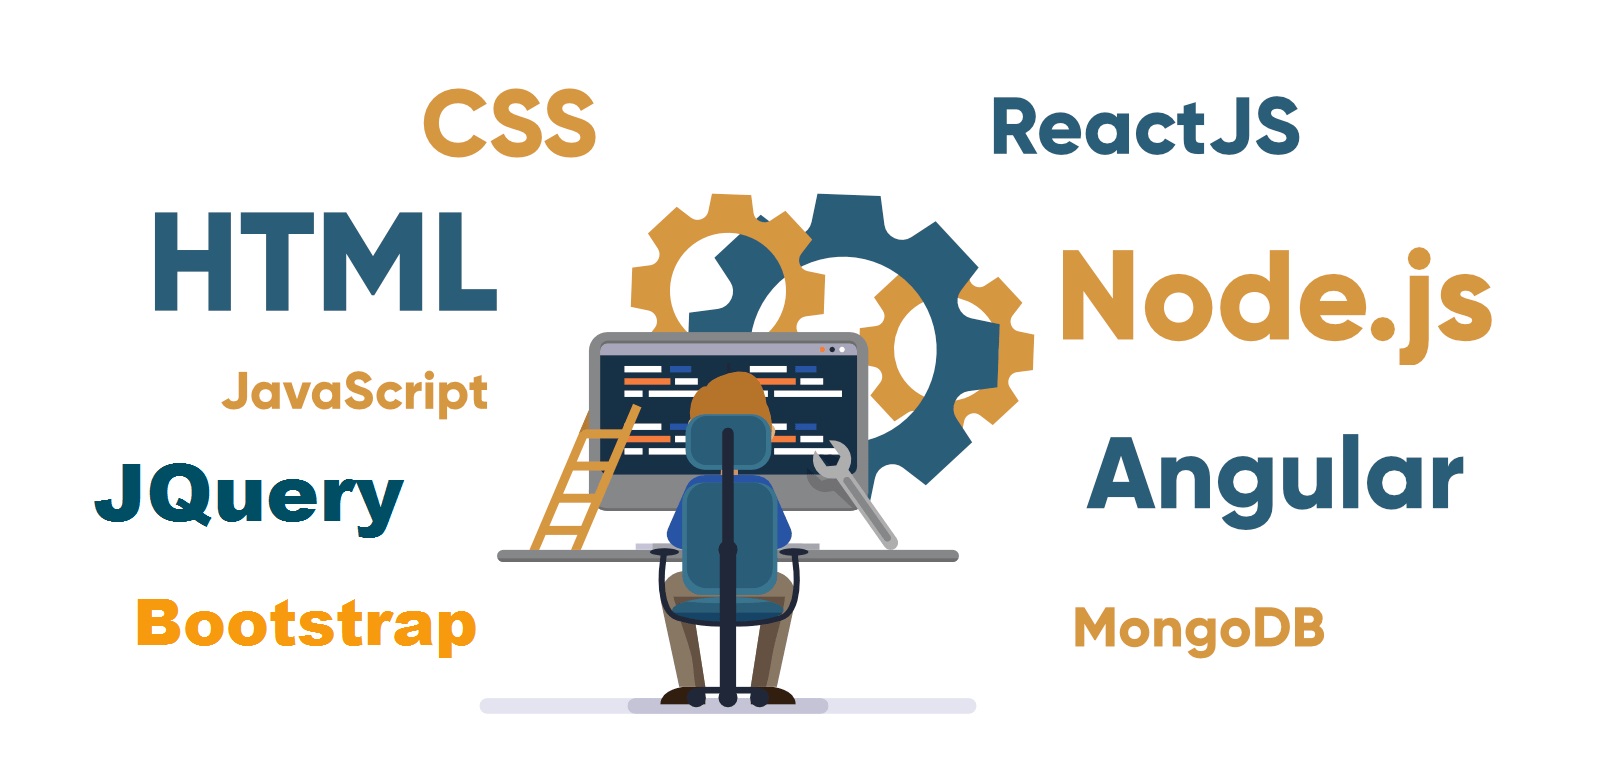 CSS
HTML
JavaScript
JQuery
Bootstrap
ReactJS
Node.js
Angular
MongoDB